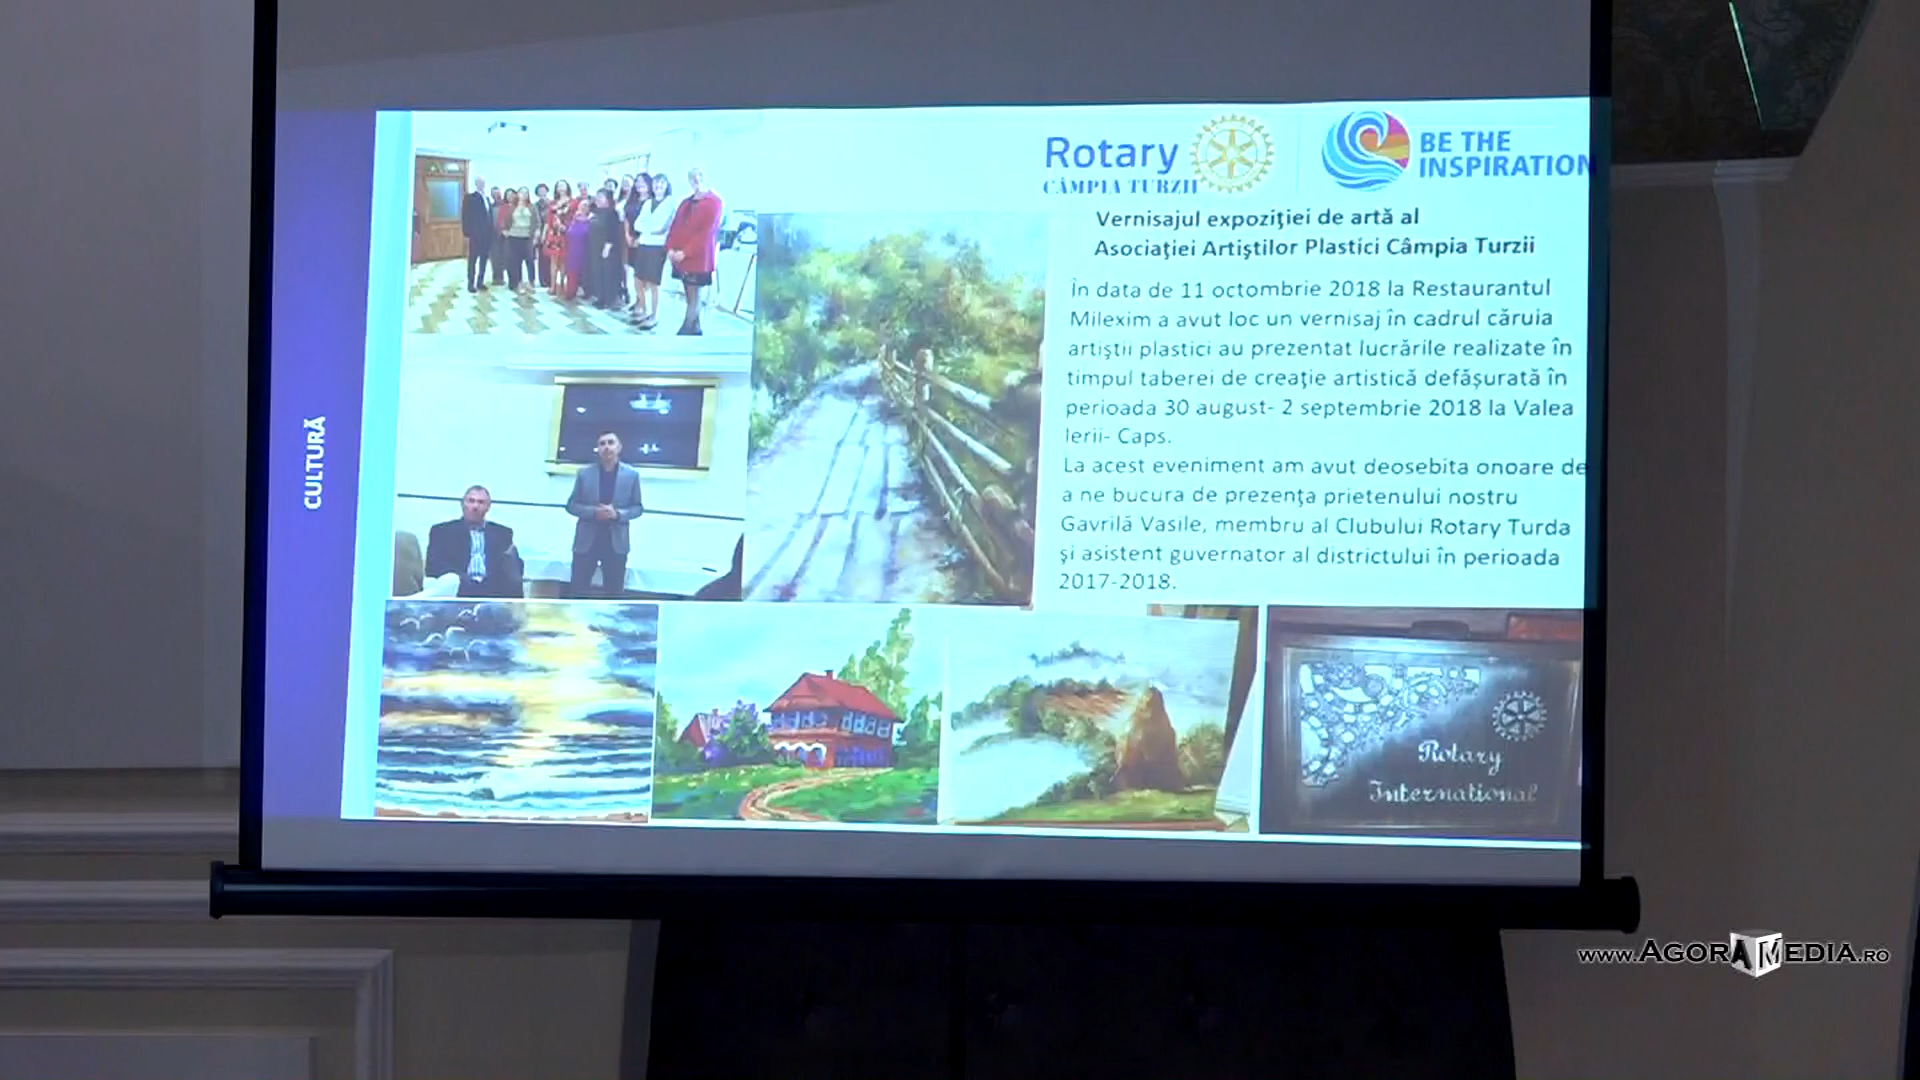 CULTURĂ
Rotary
CÂMPIA TURZII
BE THE
INSPIRATION
Vernisajul expoziţiei de artă al
Asociaţiei Artiştilor Plastici Câmpia Turzii
În data de 11 octombrie 2018 la Restaurantul
Milexim a avut loc un vernisaj în cadrul căruia
artiştii plastici au prezentat lucrările realizate în
timpul taberei de creaţie artistică defăşurată în
perioada 30 august- 2 septembrie 2018 la Valea
Ierii- Caps.
La acest eveniment am avut deosebita onoare de
a ne bucura de prezenţa prietenului nostru
Gavrilă Vasile, membru al Clubului Rotary Turda
şi asistent guvernator al districtului în perioada
2017-2018.
Rotary
International
www.AGORAMEDIA.RO